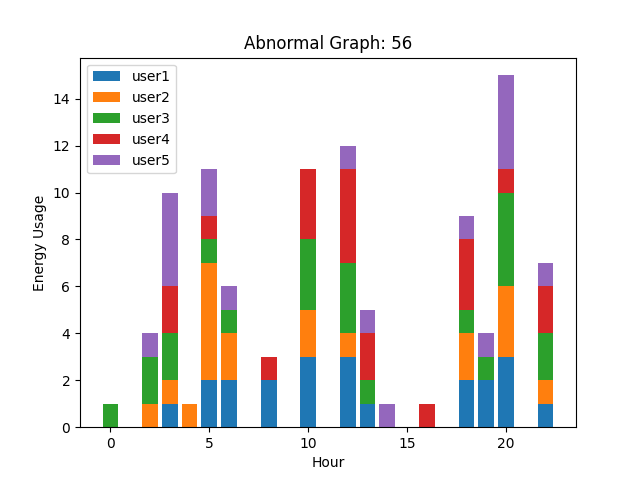 Abnormal Graph: 56
user1
user2
user3
user4
user5
14
12
10
8
6
4
2
0
Energy Usage
0 5 10 15 20
Hour